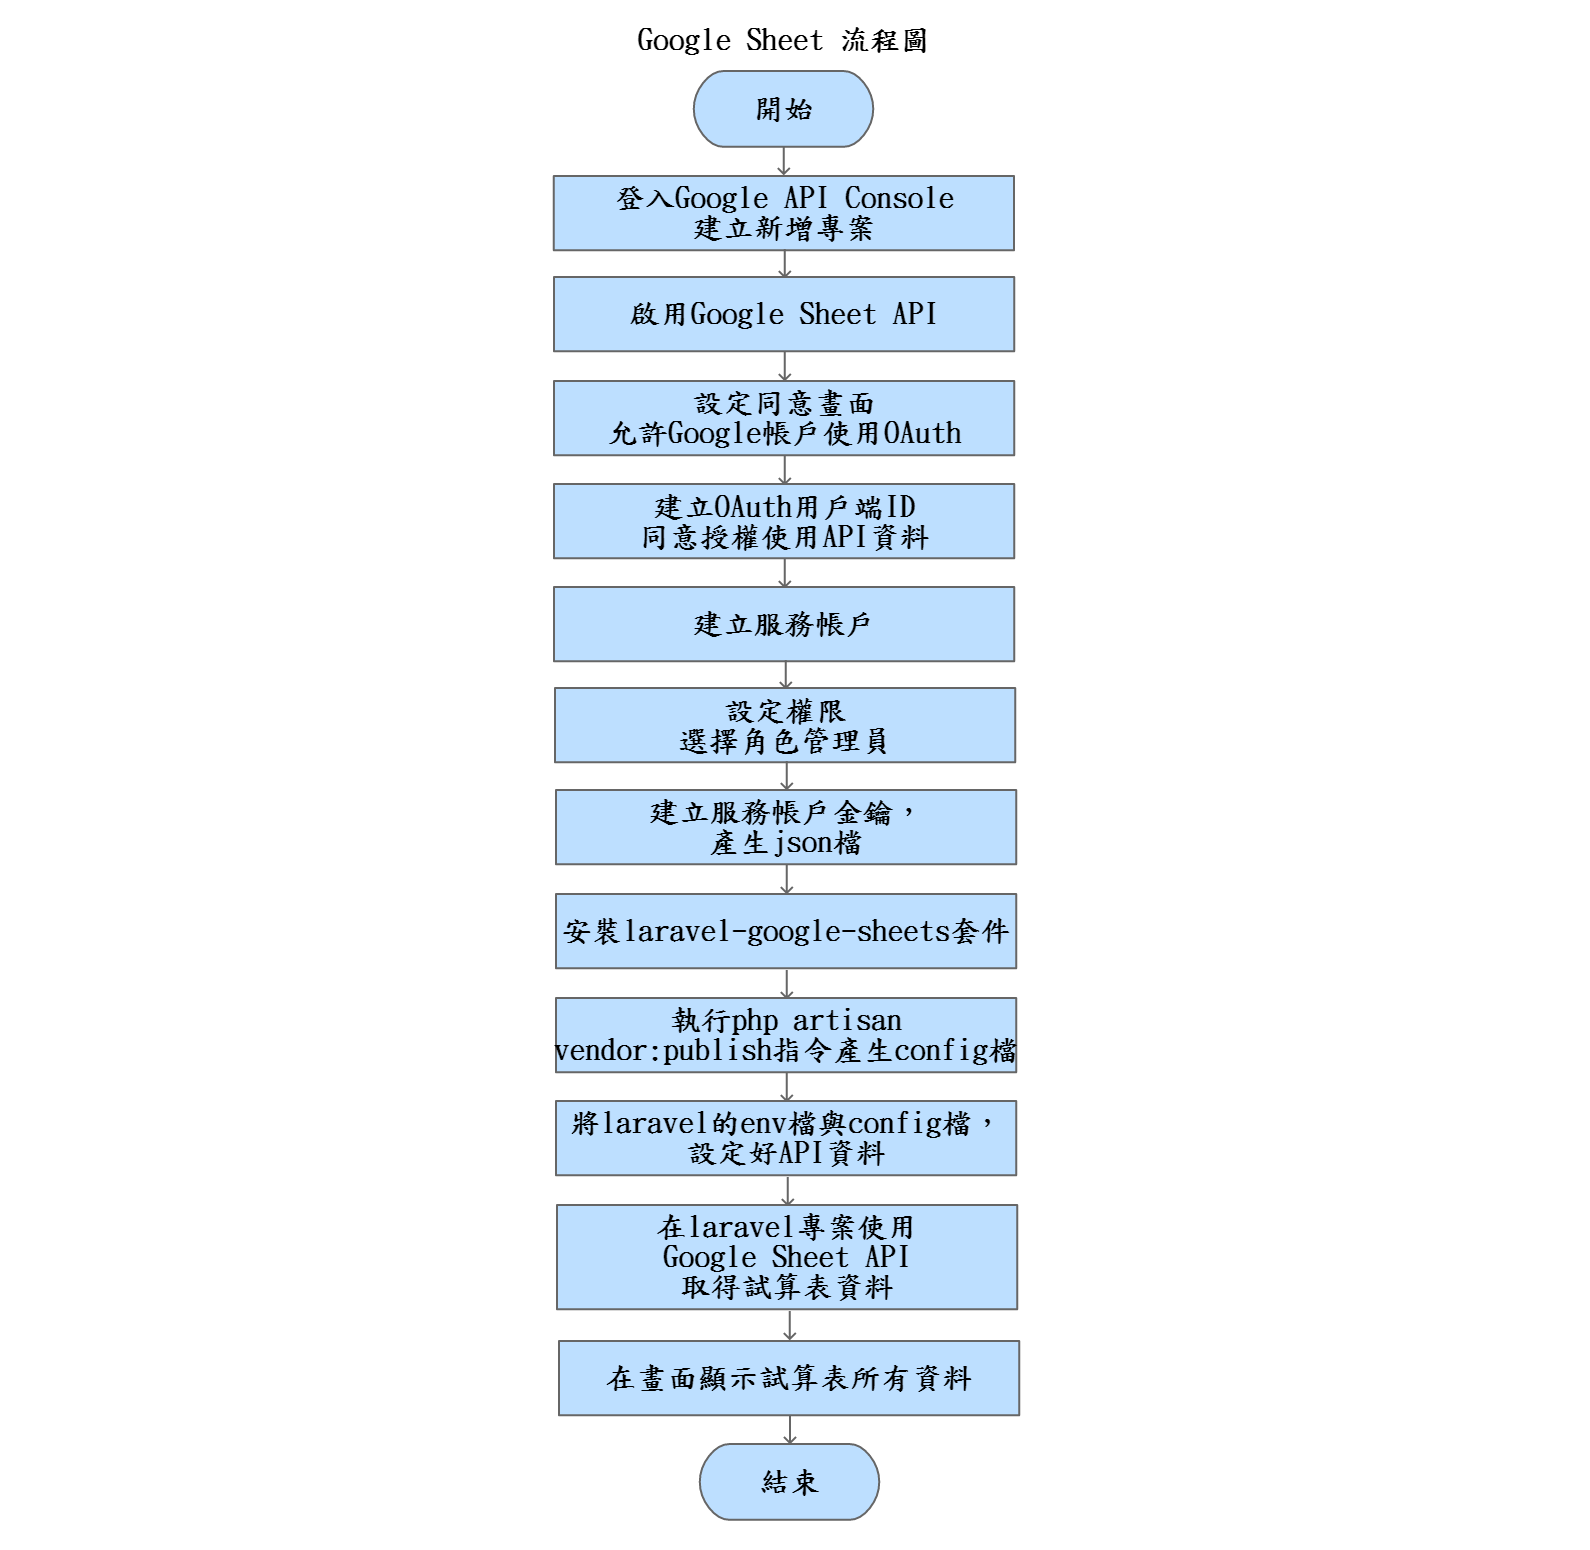 Google Sheet 流程圖
開始
登入Google API Console
建立新增專案
啟用Google Sheet API
設定同意畫面
允許Google帳戶使用OAuth
建立OAuth用戶端ID
同意授權使用API資料
建立服務帳戶
設定權限
選擇角色管理員
建立服務帳戶金鑰，
產生json檔
安裝laravel-google-sheets套件
執行php artisan
vendor:publish指令產生config檔
將laravel的env檔與config檔，
設定好API資料
在laravel專案使用
Google Sheet API
取得試算表資料
在畫面顯示試算表所有資料
結束